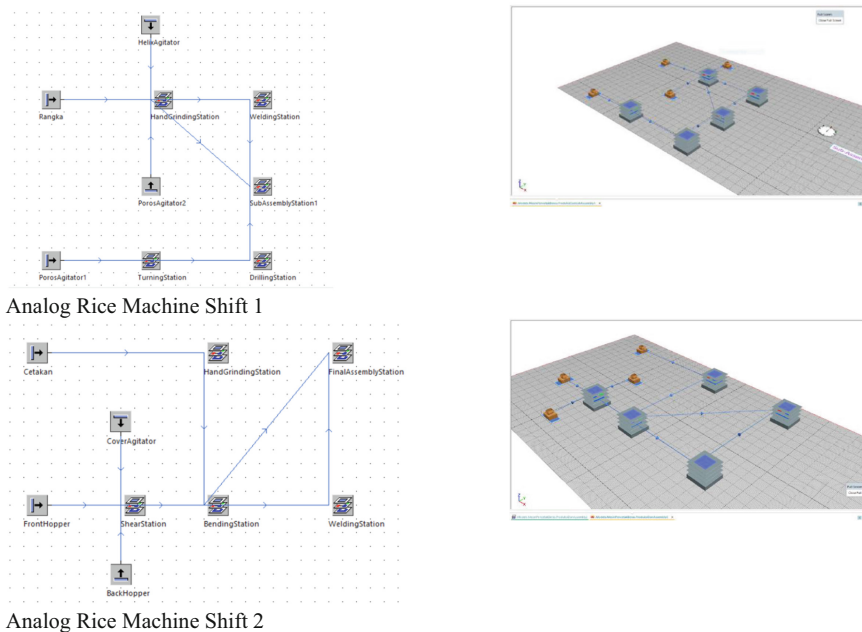 HelixAgitator
Rangka
HandGrindingStation
WeldingStation
PorosAgitator2
SubAssemblyStation1
PorosAgitator1
TurningStation
DrillingStation
Analog Rice Machine Shift 1
Cetakan
HandGrindingStation
FinalAssemblyStation
CoverAgitator
FrontHopper
ShearStation
BendingStation
WeldingStation
BackHopper
Analog Rice Machine Shift 2